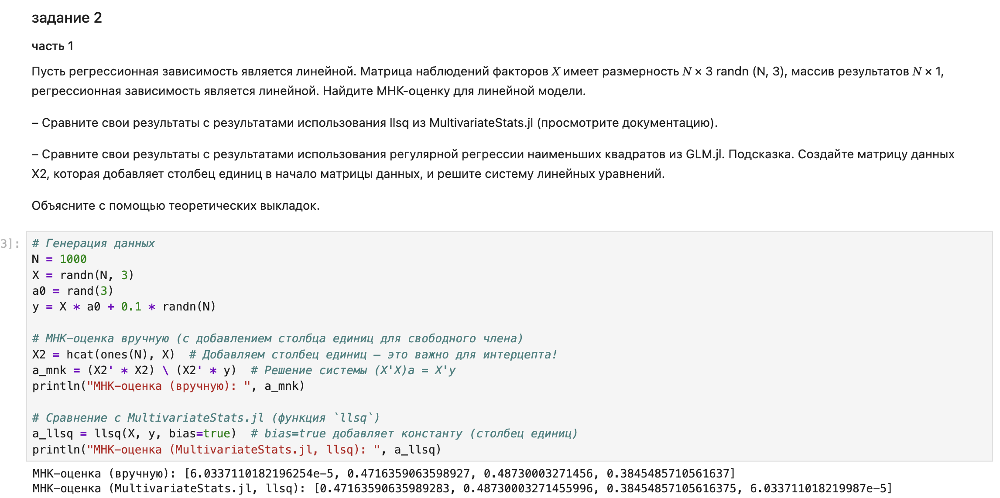 задание 2
часть 1
Пусть регрессионная зависимость является линейной. Матрица наблюдений факторов X имеет размерность N × 3 randn (N, 3), массив результатов N × 1,
регрессионная зависимость является линейной. Найдите МНК-оценку для линейной модели.
– Сравните свои результаты с результатами использования llsq из MultivariateStats.jl (просмотрите документацию).
– Сравните свои результаты с результатами использования регулярной регрессии наименьших квадратов из GLM.jl. Подсказка. Создайте матрицу данных
X2, которая добавляет столбец единиц в начало матрицы данных, и решите систему линейных уравнений.
Объясните с помощью теоретических выкладок.
3]:
# Генерация данных
N = 1000
X = randn(N, 3)
a0 = rand(3)
y = X * a0 + 0.1 * randn(N)
# МНК–оценка вручную (с добавлением столбца единиц для свободного члена)
X2 = hcat(ones(N), X)  # Добавляем столбец единиц — это важно для интерцепта!
a_mnk = (X2' * X2) \ (X2' * y)  # Решение системы (X'X)a = X'y
println("МНК–оценка (вручную): ", a_mnk)
# Сравнение с MultivariateStats.jl (функция `llsq`)
a_llsq = llsq(X, y, bias=true)  # bias=true добавляет константу (столбец единиц)
println("МНК–оценка (MultivariateStats.jl, llsq): ", a_llsq)
МНК–оценка (вручную): [6.0337110182196254e-5, 0.4716359063598927, 0.48730003271456, 0.3845485710561637]
МНК–оценка (MultivariateStats.jl, llsq): [0.47163590635989283, 0.48730003271455996, 0.38454857105616375, 6.033711018219987e-5]